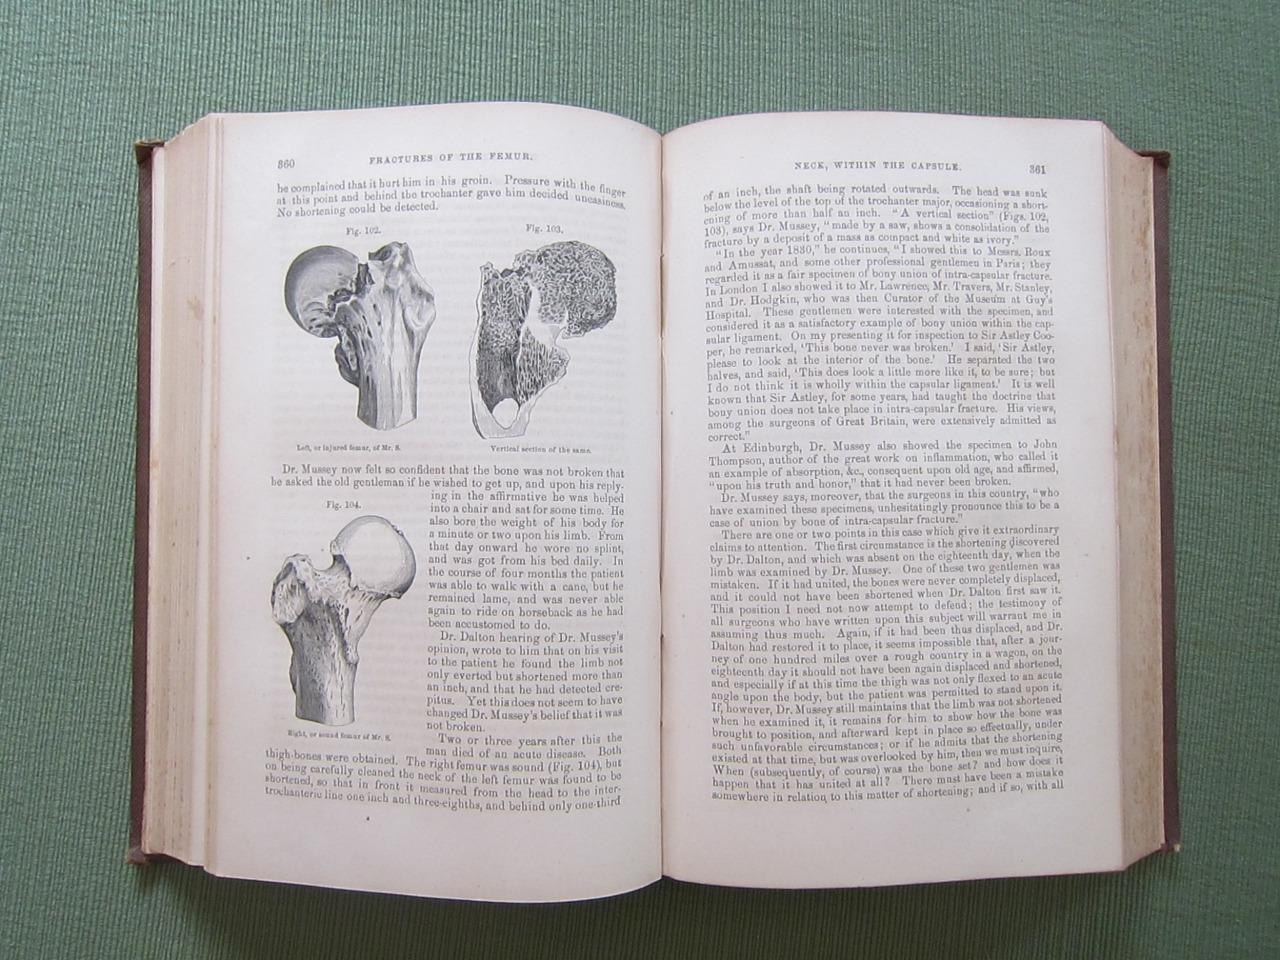 360
FRACTURES OF THE FEMUR.
he complained that it hurt him in his groin. Pressure with the finger
at this point and behind the trochanter gave him decided uneasiness.
No shortening could be detected.
Fig. 102.
Fig. 103.
Left, or injured femur, of Mr. S.
Vertical section of the same.
Dr. Mussey now felt so confident that the bone was not broken that
he asked the old gentleman if he wished to get up, and upon his reply-
ing in the affirmative he was helped
into a chair and sat for some time. He
also bore the weight of his body for
a minute or two upon his limb. From
that day onward he wore no splint,
and was got from his bed daily. In
the course of four months the patient
was able to walk with a cane, but he
remained lame, and was never able
again to ride on horseback as he had
been accustomed to do.
Fig. 104.
Right, or sound femur of Mr. S.
Dr. Dalton hearing of Dr. Mussey's
opinion, wrote to him that on his visit
to the patient he found the limb not
only everted but shortened more than
an inch, and that he had detected cre-
pitus. Yet this does not seem to have
changed Dr. Mussey's belief that it was
not broken.
Two or three years after this the
man died of an acute disease. Both
thigh-bones were obtained. The right femur was sound (Fig. 104), but
on being carefully cleaned the neck of the left femur was found to be
shortened, so that in front it measured from the head to the inter-
trochanteric line one inch and three-eighths, and behind only one-third
NECK, WITHIN THE CAPSULE.
361
of an inch, the shaft being rotated outwards. The head was sunk
below the level of the top of the trochanter major, occasioning a short-
ening of more than half an inch. "A vertical section" (Figs. 102,
103), says Dr. Mussey, "made by a saw, shows a consolidation of the
fracture by a deposit of a mass as compact and white as ivory."
"In the year 1830," he continues, "I showed this to Messrs. Roux
and Amussat, and some other professional gentlemen in Paris; they
regarded it as a fair specimen of bony union of intra-capsular fracture.
In London I also showed it to Mr. Lawrence, Mr. Travers, Mr. Stanley,
and Dr. Hodgkin, who was then Curator of the Museum at Guy's
Hospital. These gentlemen were interested with the specimen, and
considered it as a satisfactory example of bony union within the cap-
sular ligament. On my presenting it for inspection to Sir Astley Coo-
per, he remarked, 'This bone never was broken.' I said, 'Sir Astley,
please to look at the interior of the bone.' He separated the two
halves, and said, 'This does look a little more like it, to be sure; but
I do not think it is wholly within the capsular ligament.' It is well
known that Sir Astley, for some years, had taught the doctrine that
bony union does not take place in intra-capsular fracture. His views,
among the surgeons of Great Britain, were extensively admitted as
correct."
At Edinburgh, Dr. Mussey also showed the specimen to John
Thompson, author of the great work on inflammation, who called it
an example of absorption, &c., consequent upon old age, and affirmed,
"upon his truth and honor," that it had never been broken.
Dr. Mussey says, moreover, that the surgeons in this country, "who
have examined these specimens, unhesitatingly pronounce this to be a
case of union by bone of intra-capsular fracture."
There are one or two points in this case which give it extraordinary
claims to attention. The first circumstance is the shortening discovered
by Dr. Dalton, and which was absent on the eighteenth day, when the
limb was examined by Dr. Mussey. One of these two gentlemen was
mistaken. If it had united, the bones were never completely displaced,
and it could not have been shortened when Dr. Dalton first saw it.
This position I need not now attempt to defend; the testimony of
all surgeons who have written upon this subject will warrant me in
assuming thus much. Again, if it had been thus displaced, and Dr.
Dalton had restored it to place, it seems impossible that, after a jour-
ney of one hundred miles over a rough country in a wagon, on the
eighteenth day it should not have been again displaced and shortened,
and especially if at this time the thigh was not only flexed to an acute
angle upon the body, but the patient was permitted to stand upon it.
If, however, Dr. Mussey still maintains that the limb was not shortened
when he examined it, it remains for him to show how the bone was
brought to position, and afterward kept in place so effectually, under
such unfavorable circumstances; or if he admits that the shortening
existed at that time, but was overlooked by him, then we must inquire,
When (subsequently, of course) was the bone set? and how does it
happen that it has united at all? There must have been a mistake
somewhere in relation to this matter of shortening; and if so, with all